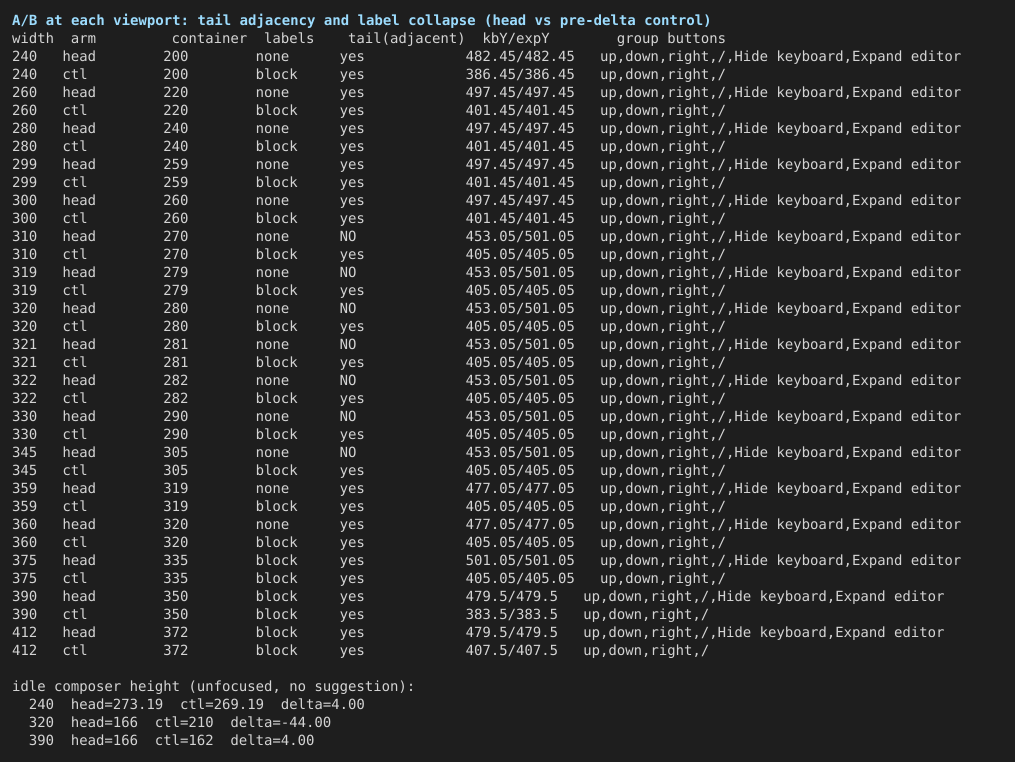 A/B at each viewport: tail adjacency and label collapse (head vs pre-delta control)
width  arm         container  labels    tail(adjacent)  kbY/expY        group buttons
240   head        200        none      yes            482.45/482.45   up,down,right,/,Hide keyboard,Expand editor
240   ctl         200        block     yes            386.45/386.45   up,down,right,/
260   head        220        none      yes            497.45/497.45   up,down,right,/,Hide keyboard,Expand editor
260   ctl         220        block     yes            401.45/401.45   up,down,right,/
280   head        240        none      yes            497.45/497.45   up,down,right,/,Hide keyboard,Expand editor
280   ctl         240        block     yes            401.45/401.45   up,down,right,/
299   head        259        none      yes            497.45/497.45   up,down,right,/,Hide keyboard,Expand editor
299   ctl         259        block     yes            401.45/401.45   up,down,right,/
300   head        260        none      yes            497.45/497.45   up,down,right,/,Hide keyboard,Expand editor
300   ctl         260        block     yes            401.45/401.45   up,down,right,/
310   head        270        none      NO             453.05/501.05   up,down,right,/,Hide keyboard,Expand editor
310   ctl         270        block     yes            405.05/405.05   up,down,right,/
319   head        279        none      NO             453.05/501.05   up,down,right,/,Hide keyboard,Expand editor
319   ctl         279        block     yes            405.05/405.05   up,down,right,/
320   head        280        none      NO             453.05/501.05   up,down,right,/,Hide keyboard,Expand editor
320   ctl         280        block     yes            405.05/405.05   up,down,right,/
321   head        281        none      NO             453.05/501.05   up,down,right,/,Hide keyboard,Expand editor
321   ctl         281        block     yes            405.05/405.05   up,down,right,/
322   head        282        none      NO             453.05/501.05   up,down,right,/,Hide keyboard,Expand editor
322   ctl         282        block     yes            405.05/405.05   up,down,right,/
330   head        290        none      NO             453.05/501.05   up,down,right,/,Hide keyboard,Expand editor
330   ctl         290        block     yes            405.05/405.05   up,down,right,/
345   head        305        none      NO             453.05/501.05   up,down,right,/,Hide keyboard,Expand editor
345   ctl         305        block     yes            405.05/405.05   up,down,right,/
359   head        319        none      yes            477.05/477.05   up,down,right,/,Hide keyboard,Expand editor
359   ctl         319        block     yes            405.05/405.05   up,down,right,/
360   head        320        none      yes            477.05/477.05   up,down,right,/,Hide keyboard,Expand editor
360   ctl         320        block     yes            405.05/405.05   up,down,right,/
375   head        335        block     yes            501.05/501.05   up,down,right,/,Hide keyboard,Expand editor
375   ctl         335        block     yes            405.05/405.05   up,down,right,/
390   head        350        block     yes            479.5/479.5   up,down,right,/,Hide keyboard,Expand editor
390   ctl         350        block     yes            383.5/383.5   up,down,right,/
412   head        372        block     yes            479.5/479.5   up,down,right,/,Hide keyboard,Expand editor
412   ctl         372        block     yes            407.5/407.5   up,down,right,/
idle composer height (unfocused, no suggestion):
240  head=273.19  ctl=269.19  delta=4.00
320  head=166  ctl=210  delta=-44.00
390  head=166  ctl=162  delta=4.00